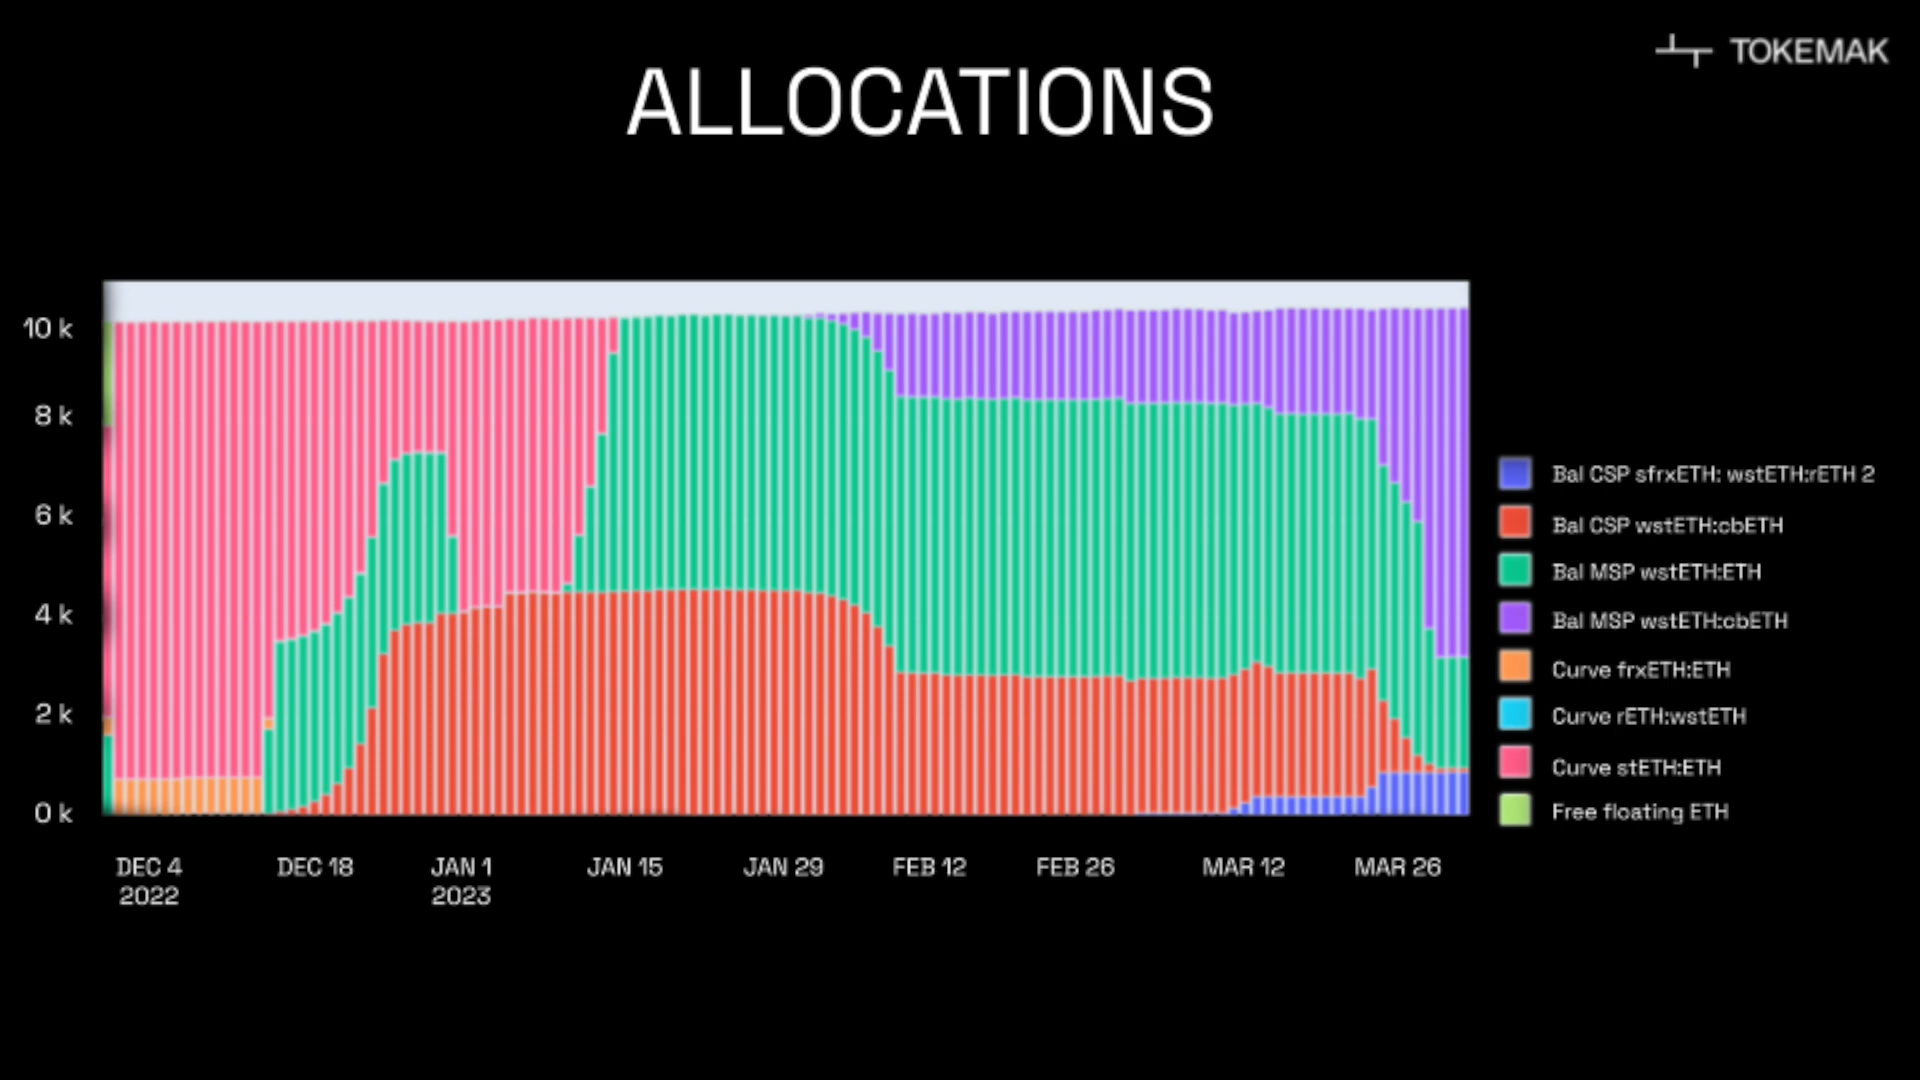 TOKEMAK
ALLOCATIONS
10 k
8 k
6 k
4 k
2 k
0 k
DEC 4
2022
DEC 18
JAN 1
2023
JAN 15
JAN 29
FEB 12
FEB 26
MAR 12
MAR 26
Bal CSP sfrxETH: wstETH:rETH 2
Bal CSP wstETH:cbETH
Bal MSP wstETH:ETH
Bal MSP wstETH:cbETH
Curve frxETH:ETH
Curve rETH:wstETH
Curve stETH:ETH
Free floating ETH